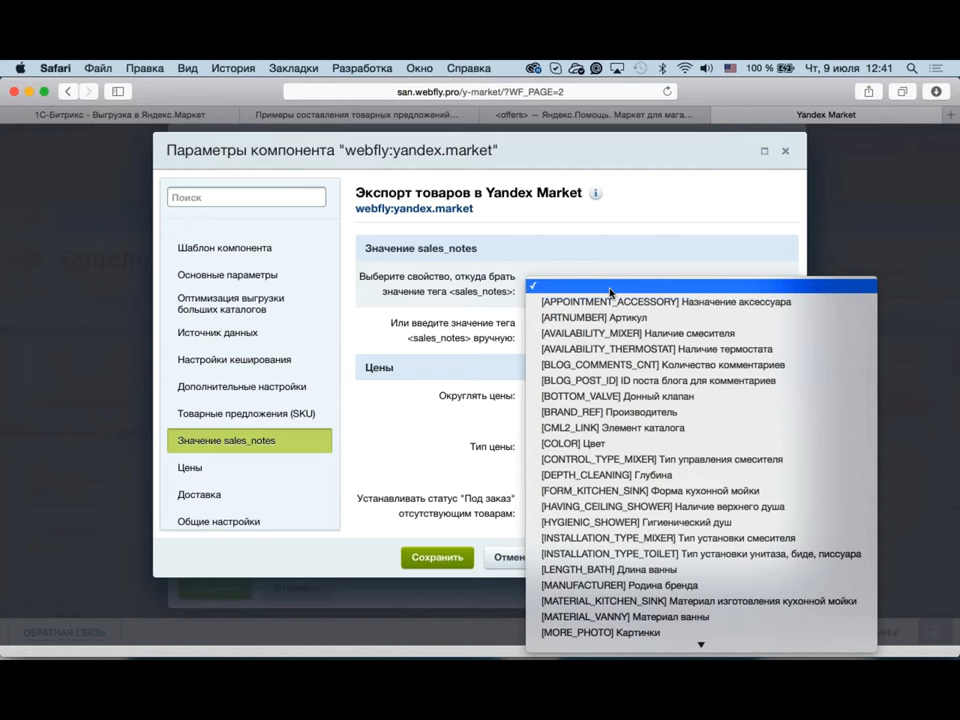 Safari Файл Правка Вид История Закладки Разработка Окно Справка 100 % Чт, 9 июля 12:41
san.webfly.pro/y-market/?WF_PAGE=2
1С-Битрикс - Выгрузка в Яндекс.Маркет Примеры составления товарных предложений... <offers> — Яндекс.Помощь. Маркет для мага... Yandex Market
Параметры компонента "webfly:yandex.market"
Поиск
Шаблон компонента
Основные параметры
Оптимизация выгрузки
больших каталогов
Источник данных
Настройки кеширования
Дополнительные настройки
Товарные предложения (SKU)
Значение sales_notes
Цены
Доставка
Общие настройки
Экспорт товаров в Yandex Market
webfly:yandex.market
Значение sales_notes
Выберите свойство, откуда брать
значение тега <sales_notes>:
Или введите значение тега
<sales_notes> вручную:
Цены
Округлять цены:
Тип цены:
Устанавливать статус "Под заказ"
отсутствующим товарам:
[APPOINTMENT_ACCESSORY] Назначение аксессуара
[ARTNUMBER] Артикул
[AVAILABILITY_MIXER] Наличие смесителя
[AVAILABILITY_THERMOSTAT] Наличие термостата
[BLOG_COMMENTS_CNT] Количество комментариев
[BLOG_POST_ID] ID поста блога для комментариев
[BOTTOM_VALVE] Донный клапан
[BRAND_REF] Производитель
[CML2_LINK] Элемент каталога
[COLOR] Цвет
[CONTROL_TYPE_MIXER] Тип управления смесителя
[DEPTH_CLEANING] Глубина
[FORM_KITCHEN_SINK] Форма кухонной мойки
[HAVING_CEILING_SHOWER] Наличие верхнего душа
[HYGIENIC_SHOWER] Гигиенический душ
[INSTALLATION_TYPE_MIXER] Тип установки смесителя
[INSTALLATION_TYPE_TOILET] Тип установки унитаза, биде, писсуара
[LENGTH_BATH] Длина ванны
[MANUFACTURER] Родина бренда
[MATERIAL_KITCHEN_SINK] Материал изготовления кухонной мойки
[MATERIAL_VANNY] Материал ванны
[MORE_PHOTO] Картинки
Сохранить Отмен
ОБРАТНАЯ СВЯЗЬ